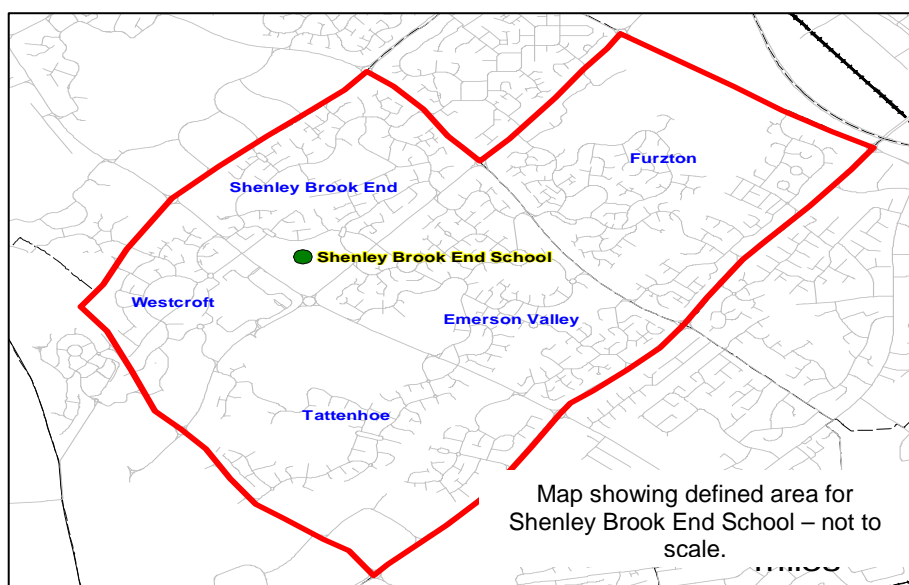 Furzton
Shenley Brook End
Shenley Brook End School
Westcroft
Emerson Valley
Tattenhoe
Map showing defined area for
Shenley Brook End School – not to
scale.